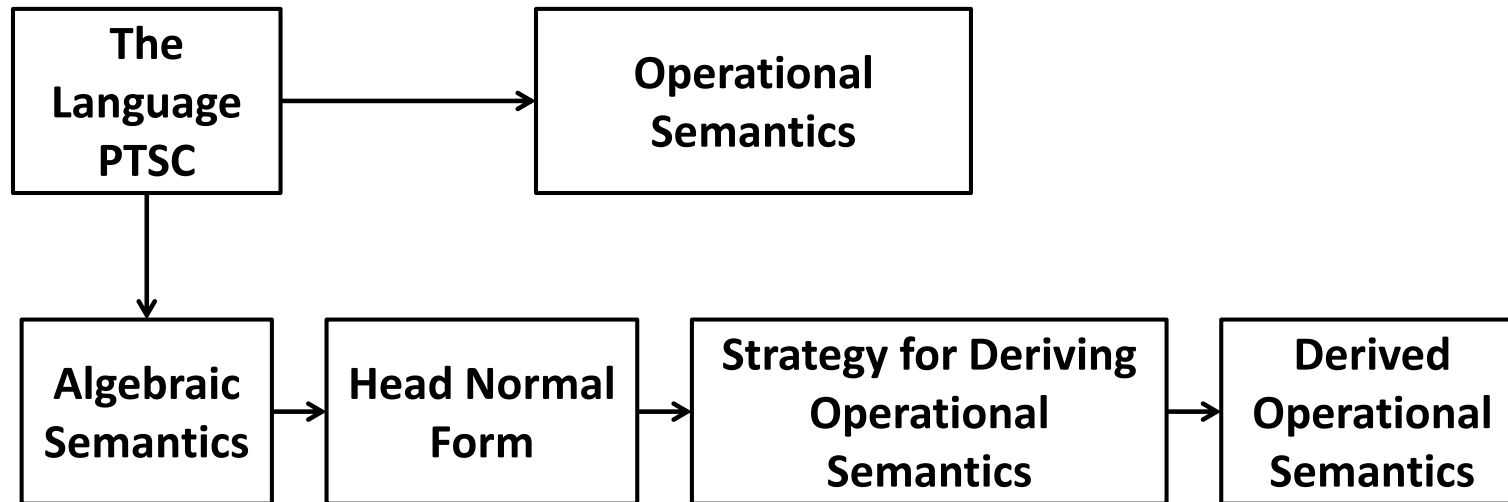 The
Language
PTSC
Operational
Semantics
Algebraic
Semantics
Head Normal
Form
Strategy for Deriving
Operational
Semantics
Derived
Operational
Semantics